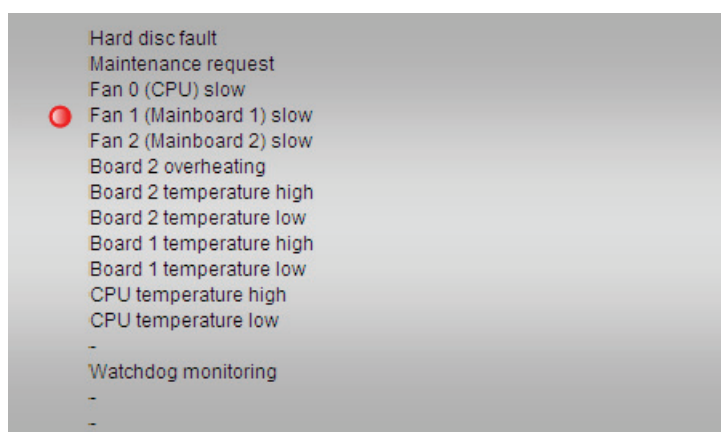 Hard disc fault
Maintenance request
Fan 0 (CPU) slow
Fan 1 (Mainboard 1) slow
Fan 2 (Mainboard 2) slow
Board 2 overheating
Board 2 temperature high
Board 2 temperature low
Board 1 temperature high
Board 1 temperature low
CPU temperature high
CPU temperature low
-
Watchdog monitoring
-
-